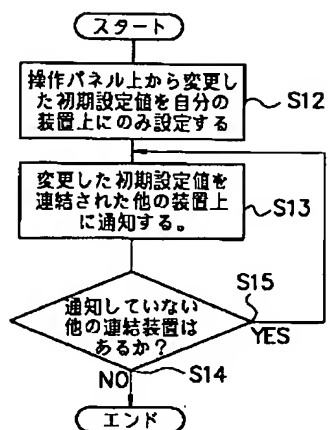 スタート
操作パネル上から変更し
た初期設定値を自分の
装置上にのみ設定する
S12
変更した初期設定値を
連結された他の装置上
に通知する。
S13
S15
通知していない
他の連結装置は
あるか?
YES
NO
S14
エンド